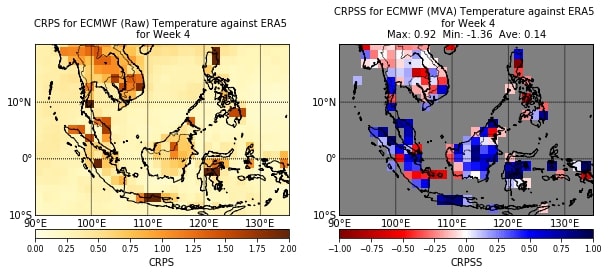 CRPS for ECMWF (Raw) Temperature against ERA5
for Week 4
10°N
0°
10°S
90°E 100°E 110°E 120°E 130°E
0.00 0.25 0.50 0.75 1.00 1.25 1.50 1.75 2.00
CRPS
CRPSS for ECMWF (MVA) Temperature against ERA5
for Week 4
Max: 0.92 Min: -1.36 Ave: 0.14
10°N
0°
10°S
90°E 100°E 110°E 120°E 130°E
−1.00 −0.75 −0.50 −0.25 0.00 0.25 0.50 0.75 1.00
CRPSS